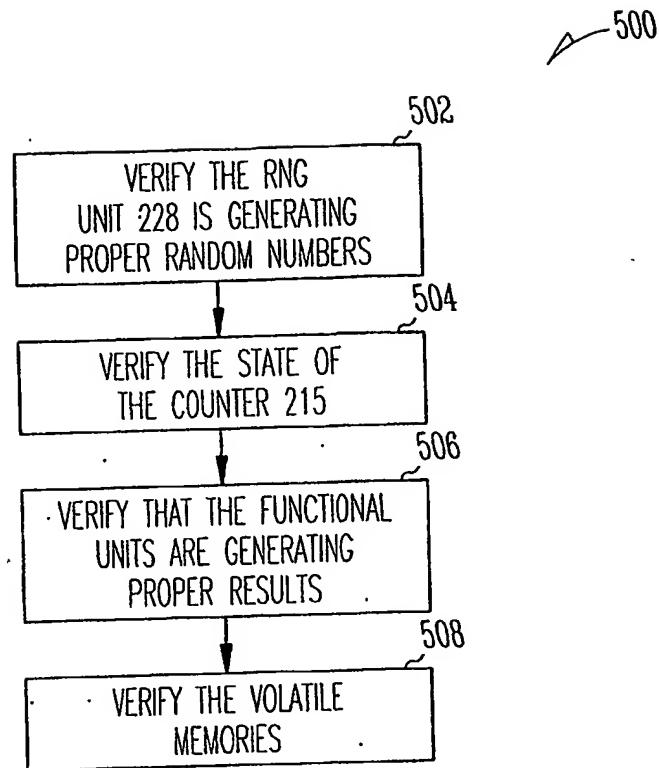 500
502
VERIFY THE RNG
UNIT 228 IS GENERATING
PROPER RANDOM NUMBERS
504
VERIFY THE STATE OF
THE COUNTER 215
506
VERIFY THAT THE FUNCTIONAL
UNITS ARE GENERATING
PROPER RESULTS
508
VERIFY THE VOLATILE
MEMORIES